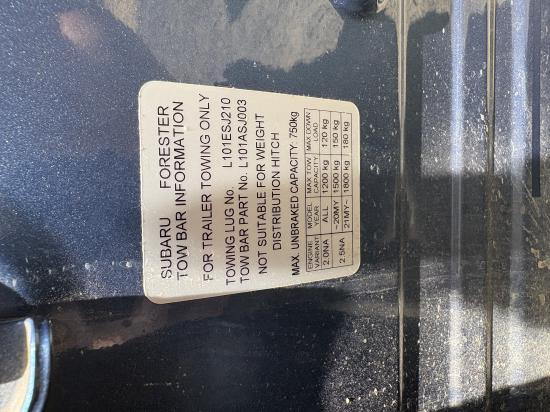 SUBARU FORESTER
TOW BAR INFORMATION
FOR TRAILER TOWING ONLY
TOWING LUG No. L101ESJ210
TOW BAR PART No. L101ASJ003
NOT SUITABLE FOR WEIGHT
DISTRIBUTION HITCH
MAX. UNBRAKED CAPACITY: 750kg
ENGINE VARIANT MODEL YEAR MAX TOW CAPACITY MAX DOWN LOAD
2.0NA ALL 1200 kg 120 kg
2.5NA ~20MY 1500 kg 150 kg
21MY~ 1800 kg 180 kg